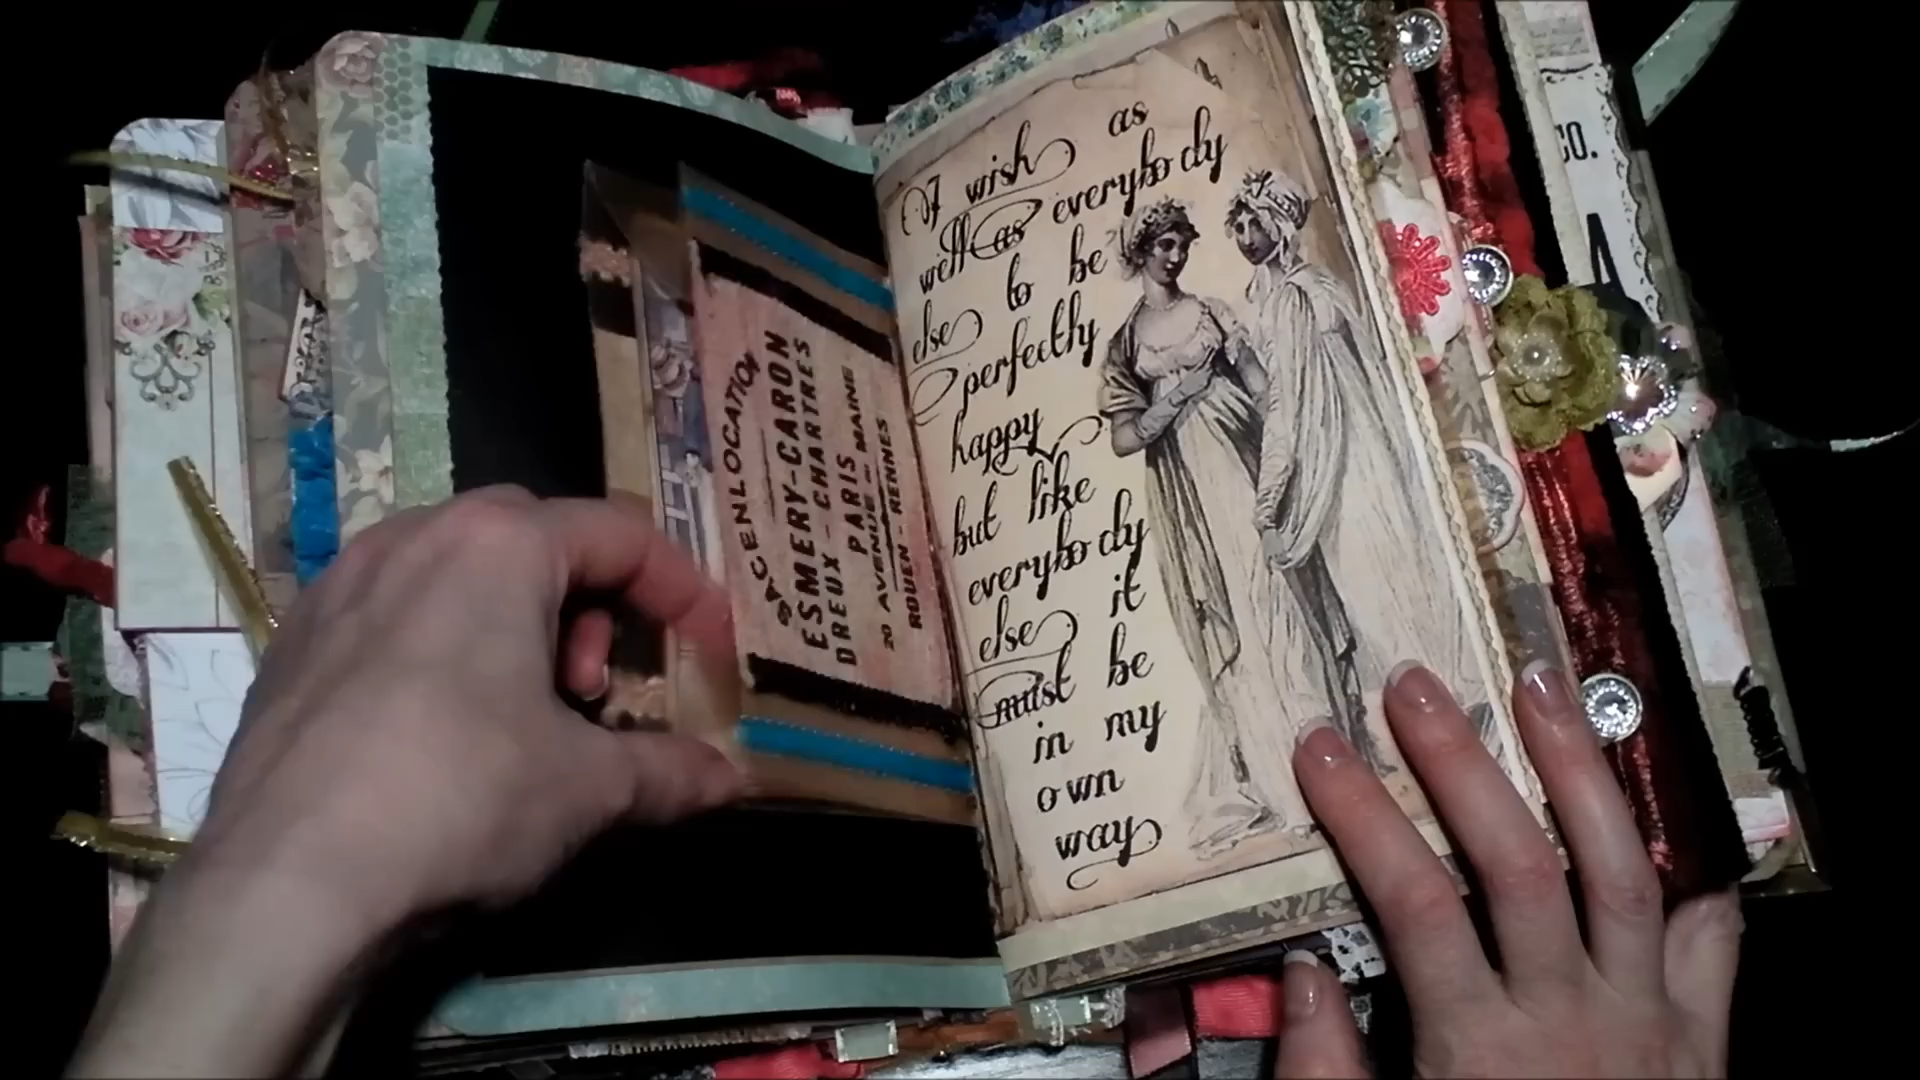 SACENLOCATION
ESMERY-CARON
DREUX - CHARTRES
PARIS
20 AVENUE DU MAINE
ROUEN - RENNES
I wish as
well as everybody
else to be
perfectly
happy
but like
everybody
else it
must be
in my
own
way
CO.
A